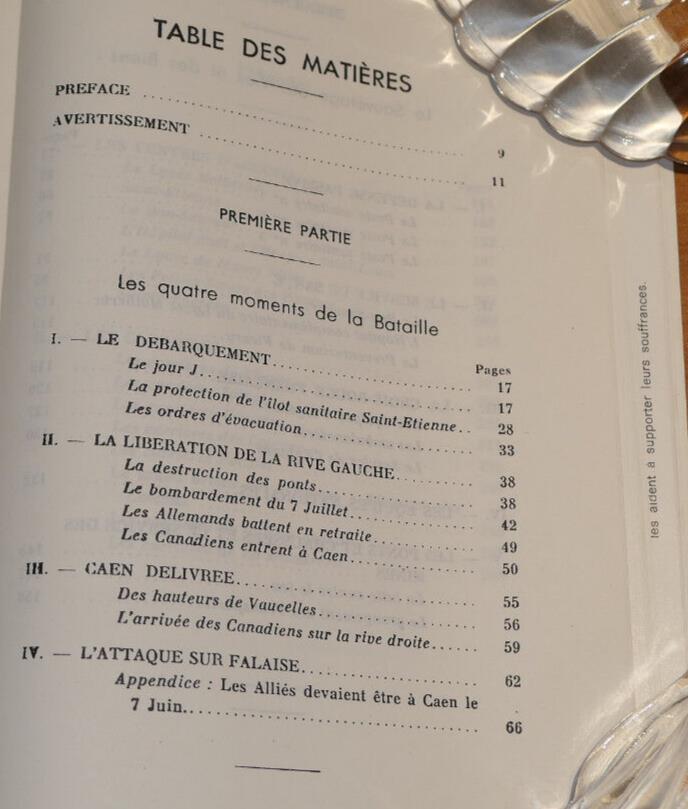 TABLE DES MATIÈRES
PREFACE .......... 9
AVERTISSEMENT .......... 11
PREMIÈRE PARTIE
Les quatre moments de la Bataille
Pages
I. — LE DEBARQUEMENT .......... 17
Le jour J .......... 17
La protection de l'îlot sanitaire Saint-Etienne .. 28
Les ordres d'évacuation .......... 33
II. — LA LIBERATION DE LA RIVE GAUCHE .......... 38
La destruction des ponts .......... 38
Le bombardement du 7 Juillet .......... 42
Les Allemands battent en retraite .......... 49
Les Canadiens entrent à Caen .......... 50
III. — CAEN DELIVREE .......... 55
Des hauteurs de Vaucelles .......... 56
L'arrivée des Canadiens sur la rive droite ...... 59
IV. — L'ATTAQUE SUR FALAISE .......... 62
Appendice : Les Alliés devaient être à Caen le
7 Juin .......... 66
les aident à supporter leurs souffrances.